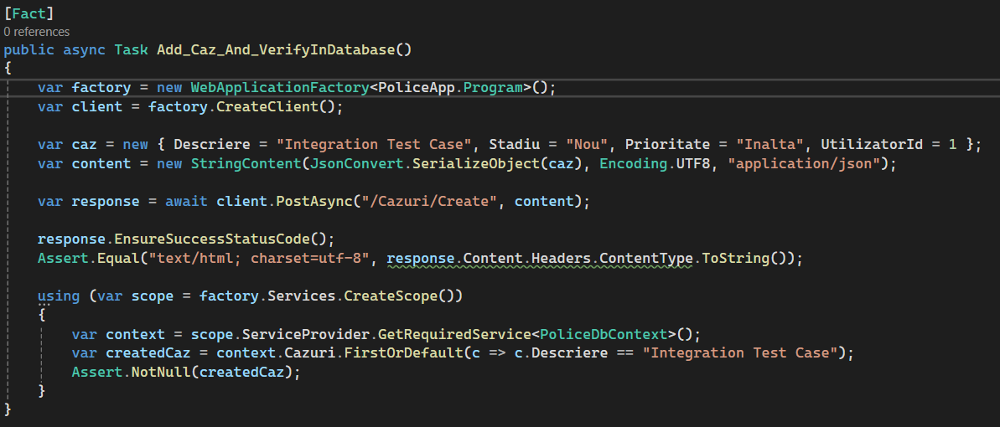 [Fact]
0 references
public async Task Add_Caz_And_VerifyInDatabase()
{
    var factory = new WebApplicationFactory<PoliceApp.Program>();
    var client = factory.CreateClient();

    var caz = new { Descriere = "Integration Test Case", Stadiu = "Nou", Prioritate = "Inalta", UtilizatorId = 1 };
    var content = new StringContent(JsonConvert.SerializeObject(caz), Encoding.UTF8, "application/json");

    var response = await client.PostAsync("/Cazuri/Create", content);

    response.EnsureSuccessStatusCode();
    Assert.Equal("text/html; charset=utf-8", response.Content.Headers.ContentType.ToString());

    using (var scope = factory.Services.CreateScope())
    {
        var context = scope.ServiceProvider.GetRequiredService<PoliceDbContext>();
        var createdCaz = context.Cazuri.FirstOrDefault(c => c.Descriere == "Integration Test Case");
        Assert.NotNull(createdCaz);
    }
}